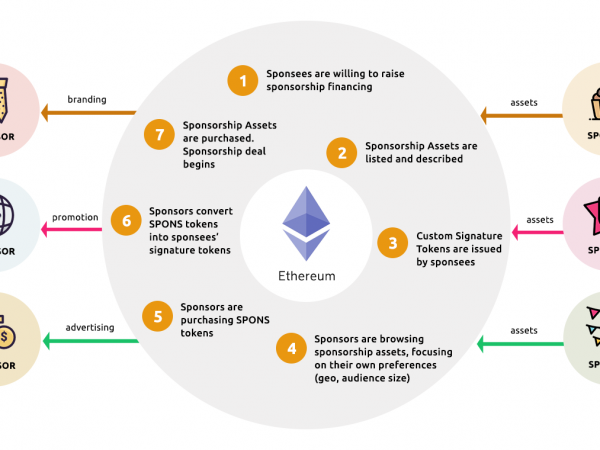 1
Sponsees are willing to raise
sponsorship financing
branding
assets
7
Sponsorship Assets
are purchased.
Sponsorship deal
begins
2
Sponsorship Assets are
listed and described
SOR
SPO
promotion
6
Sponsors convert
SPONS tokens
into sponsees'
signature tokens
3
Custom Signature
Tokens are issued
by sponsees
assets
Ethereum
SOR
SP
advertising
5
Sponsors are
purchasing SPONS
tokens
4
Sponsors are browsing
sponsorship assets, focusing
on their own preferences
(geo, audience size)
assets
$
SOR
SP